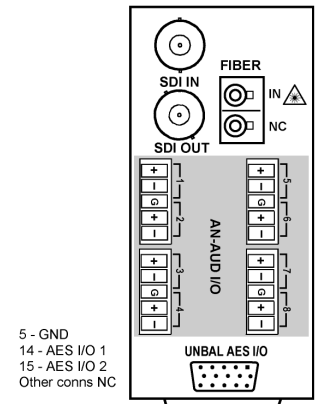 SDI IN
FIBER
IN
NC
SDI OUT
+
–
G
+
–
1
2
+
–
G
+
–
5
6
AN-AUD I/O
+
–
G
+
–
3
4
+
–
G
+
–
7
8
5 - GND
14 - AES I/O 1
15 - AES I/O 2
Other conns NC
UNBAL AES I/O